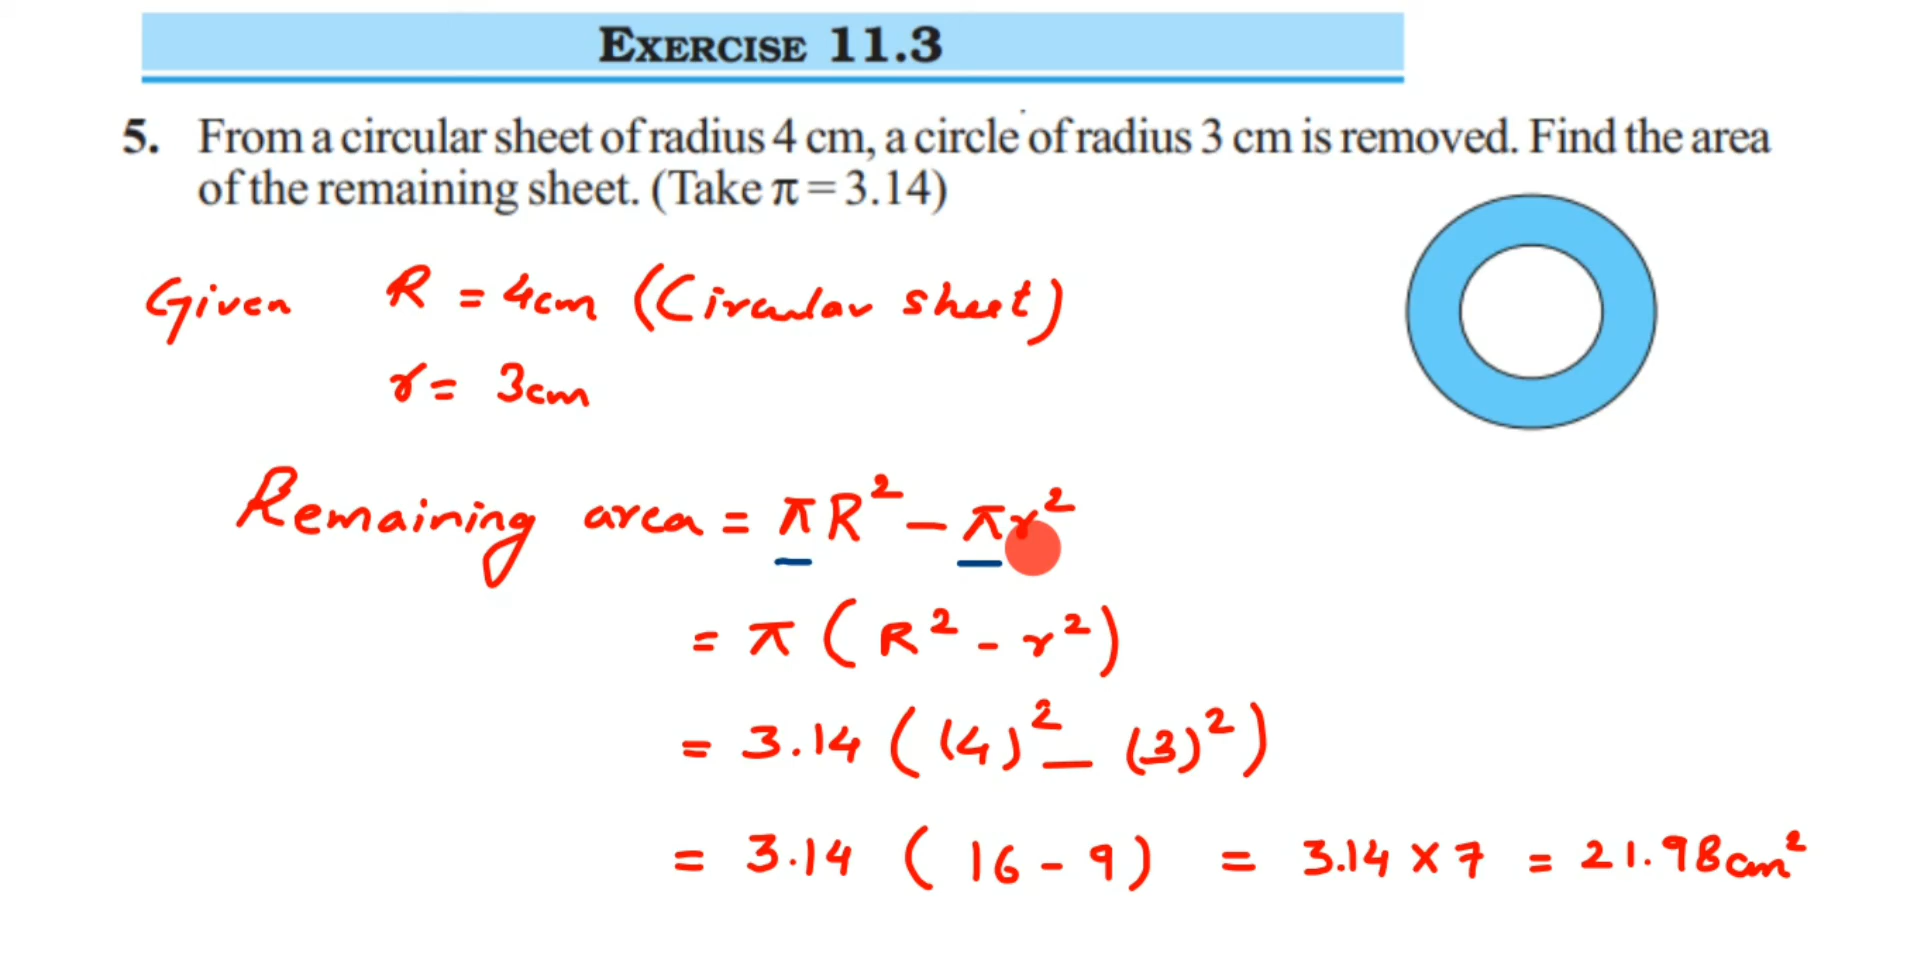 EXERCISE 11.3
5. From a circular sheet of radius 4 cm, a circle of radius 3 cm is removed. Find the area
of the remaining sheet. (Take π = 3.14)
Given R = 4cm (Circular sheet)
r = 3cm
Remaining area = πR² − πr²
= π ( R² - r²)
= 3.14 ( (4)² − (3)² )
= 3.14 ( 16 - 9) = 3.14 × 7 = 21.98 cm²